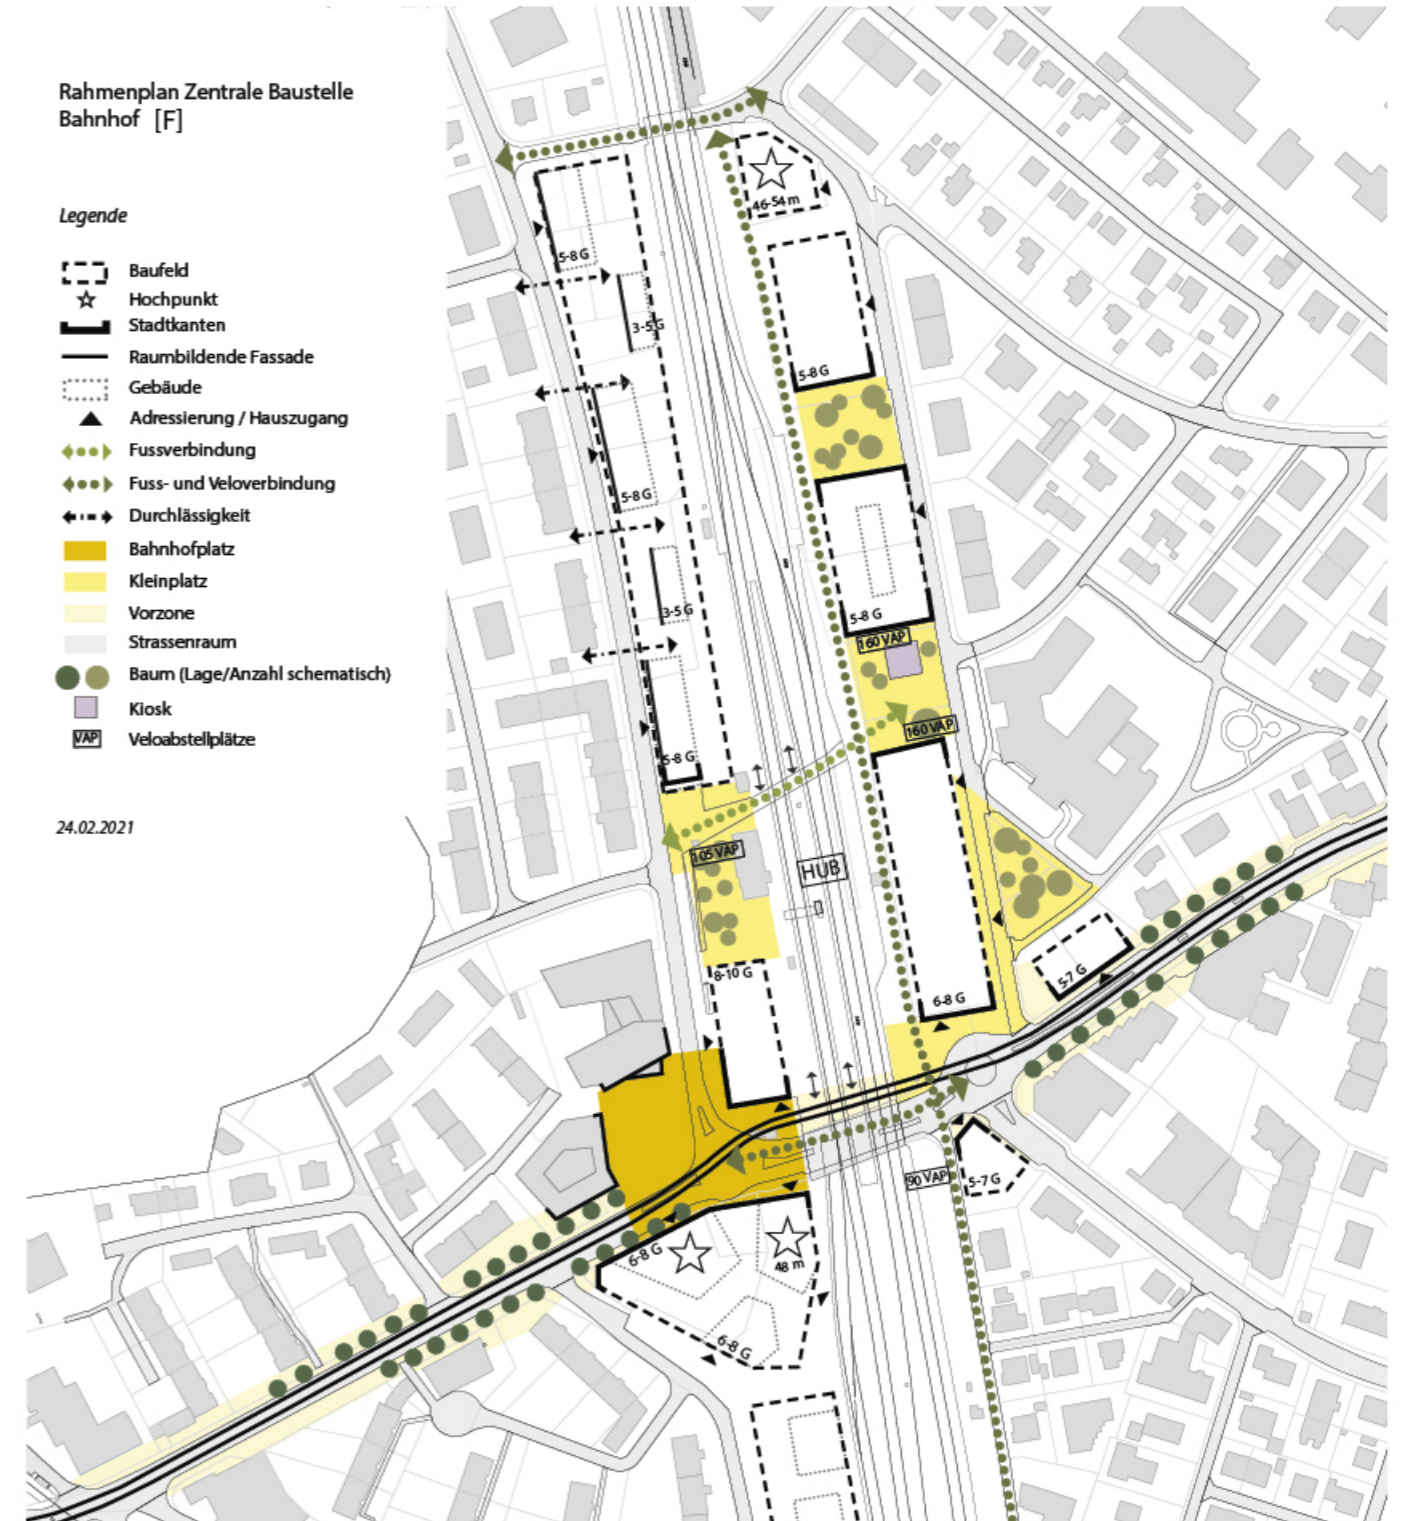 Rahmenplan Zentrale Baustelle
Bahnhof [F]
Legende
Baufeld
Hochpunkt
Stadtkanten
Raumbildende Fassade
Gebäude
Adressierung / Hauszugang
Fussverbindung
Fuss- und Veloverbindung
Durchlässigkeit
Bahnhofplatz
Kleinplatz
Vorzone
Strassenraum
Baum (Lage/Anzahl schematisch)
Kiosk
VAP Veloabstellplätze
24.02.2021
46-54 m
5-8 G
3-5 G
5-8 G
5-8 G
3-5 G
5-8 G
160 VAP
160 VAP
5-8 G
105 VAP
HUB
8-10 G
6-8 G
5-7 G
90 VAP
5-7 G
6-8 G
48 m
6-8 G